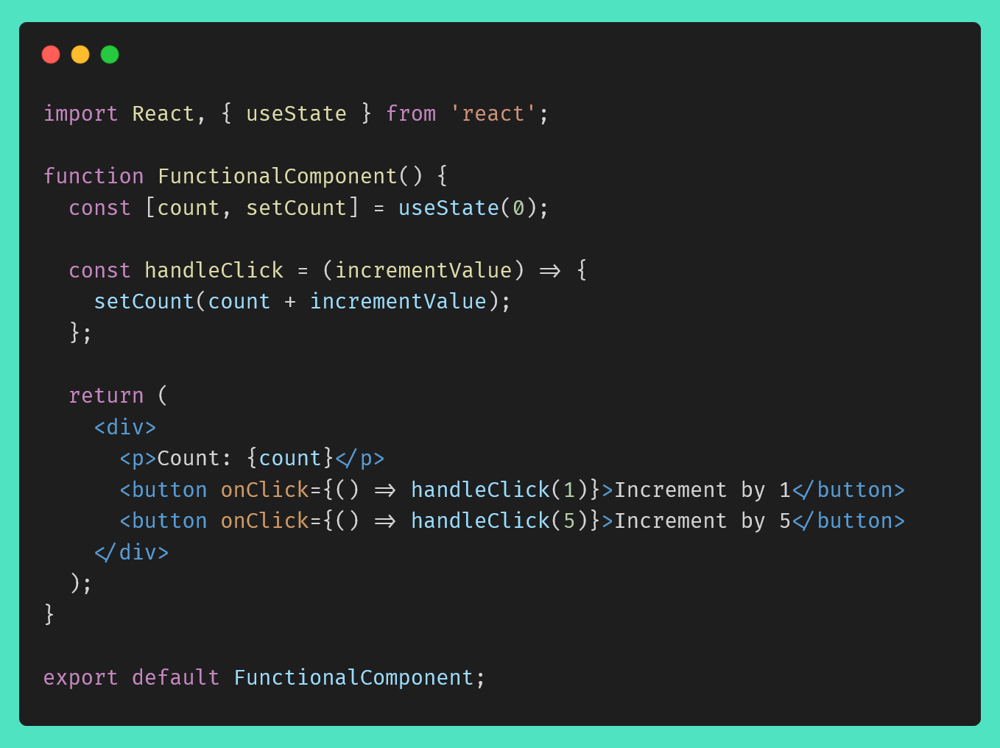 import React, { useState } from 'react';
function FunctionalComponent() {
  const [count, setCount] = useState(0);
  const handleClick = (incrementValue) => {
    setCount(count + incrementValue);
  };
  return (
    <div>
      <p>Count: {count}</p>
      <button onClick={() => handleClick(1)}>Increment by 1</button>
      <button onClick={() => handleClick(5)}>Increment by 5</button>
    </div>
  );
}
export default FunctionalComponent;